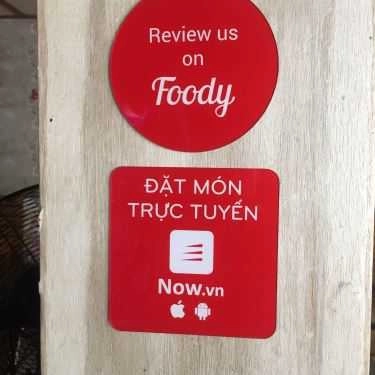 Review us
on
Foody
ĐẶT MÓN
TRỰC TUYẾN
Now.vn